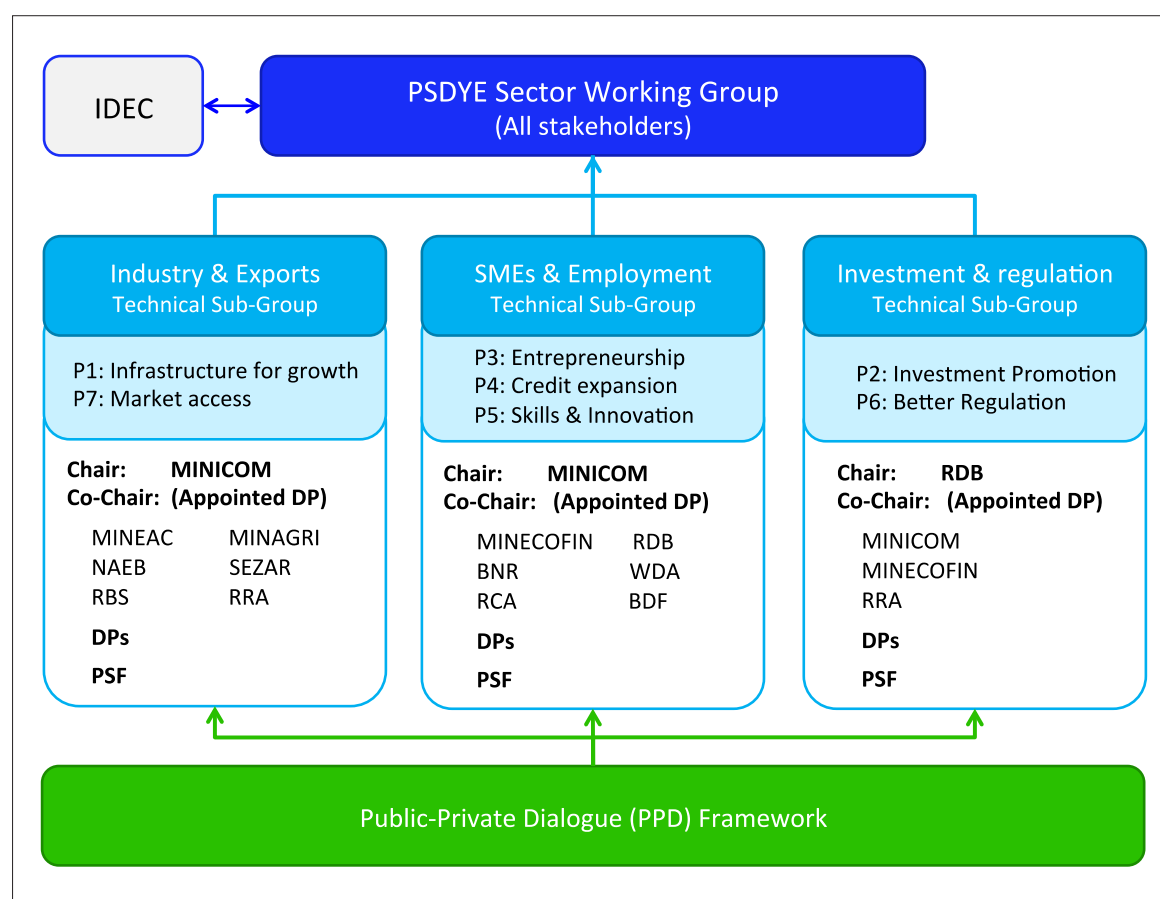 IDEC
PSDYE Sector Working Group
(All stakeholders)
Industry & Exports
Technical Sub-Group
P1: Infrastructure for growth
P7: Market access
Chair: MINICOM
Co-Chair: (Appointed DP)
MINEAC MINAGRI
NAEB SEZAR
RBS RRA
DPs
PSF
SMEs & Employment
Technical Sub-Group
P3: Entrepreneurship
P4: Credit expansion
P5: Skills & Innovation
Chair: MINICOM
Co-Chair: (Appointed DP)
MINECOFIN RDB
BNR WDA
RCA BDF
DPs
PSF
Investment & regulation
Technical Sub-Group
P2: Investment Promotion
P6: Better Regulation
Chair: RDB
Co-Chair: (Appointed DP)
MINICOM
MINECOFIN
RRA
DPs
PSF
Public-Private Dialogue (PPD) Framework